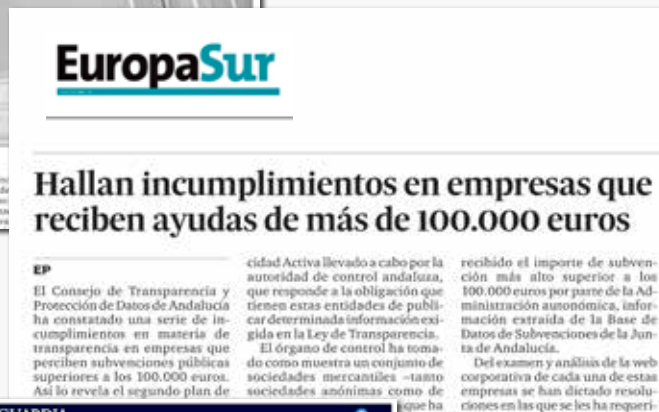 EuropaSur
Hallan incumplimientos en empresas que
reciben ayudas de más de 100.000 euros
EP
El Consejo de Transparencia y
Protección de Datos de Andalucía
ha constatado una serie de in-
cumplimientos en materia de
transparencia en empresas que
perciben subvenciones públicas
superiores a los 100.000 euros.
Así lo revela el segundo plan de
cidad Activa llevado a cabo por la
autoridad de control andaluza,
que responde a la obligación que
tienen estas entidades de publi-
car determinada información exi-
gida en la Ley de Transparencia.
El órgano de control ha toma-
do como muestra un conjunto de
sociedades mercantiles –tanto
sociedades anónimas como de
que ha
recibido el importe de subven-
ción más alto superior a los
100.000 euros por parte de la Ad-
ministración autonómica, infor-
mación extraída de la Base de
Datos de Subvenciones de la Jun-
ta de Andalucía.
Del examen y análisis de la web
corporativa de cada una de estas
empresas se han dictado resolu-
ciones en las que se les ha requeri-